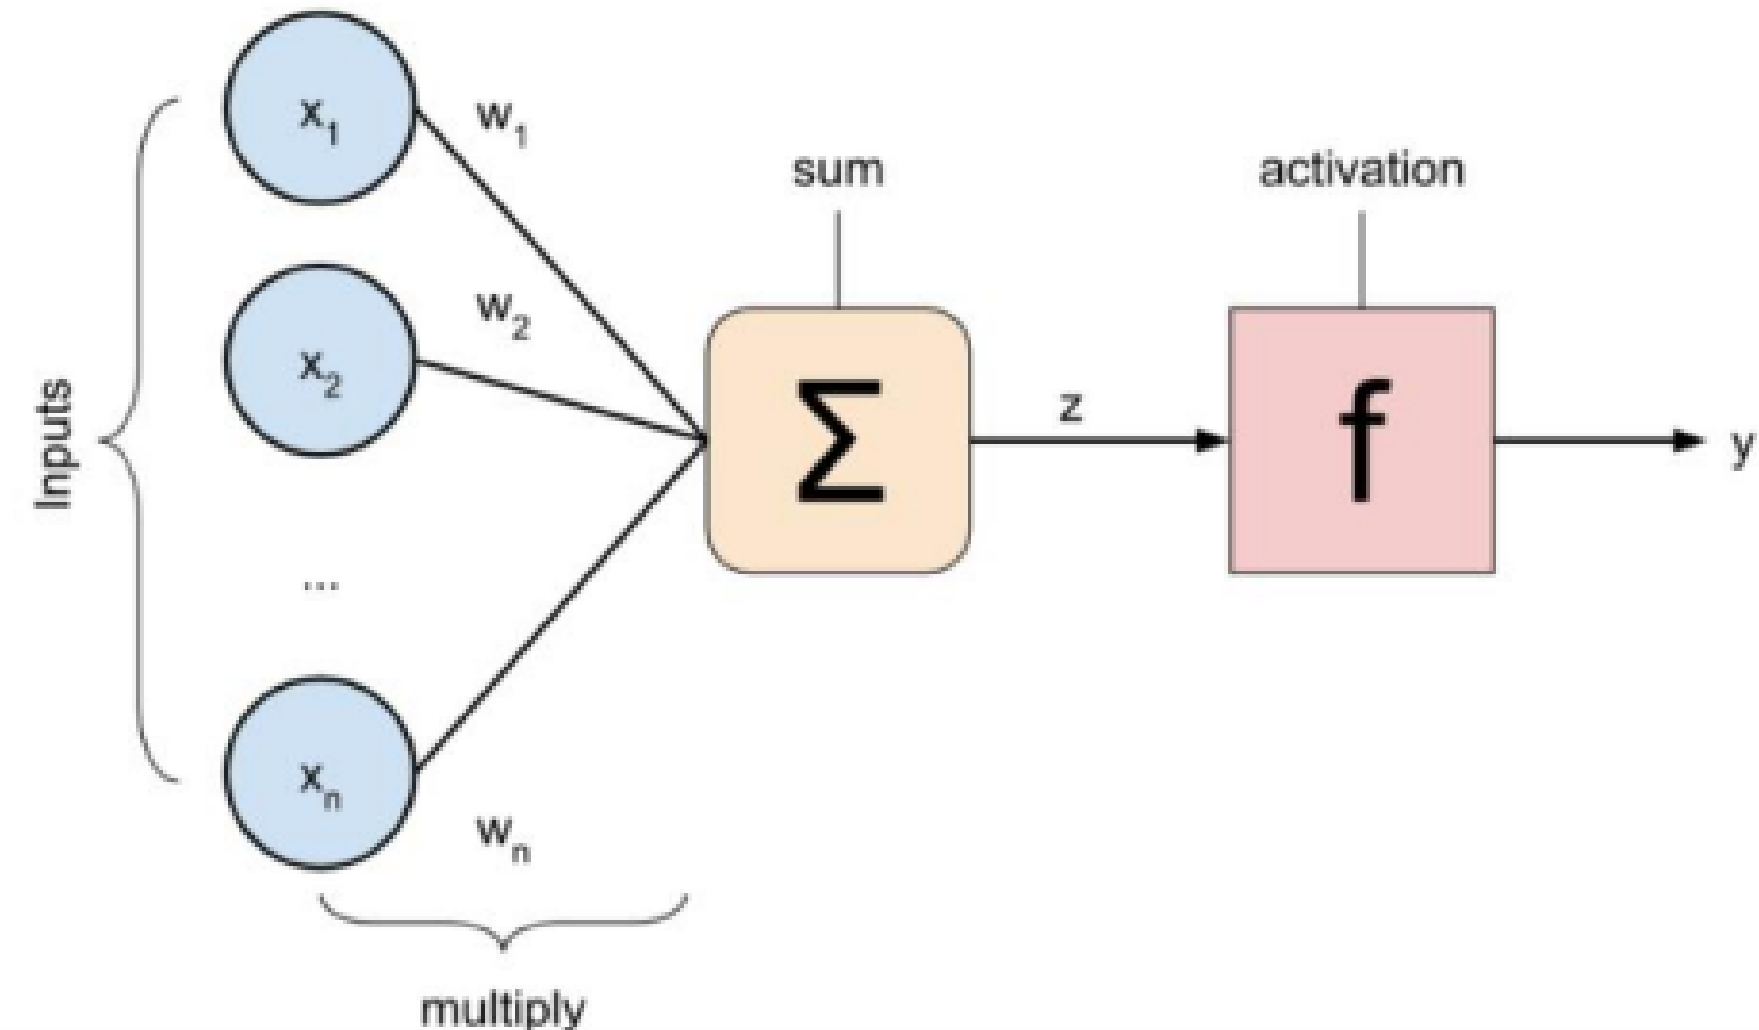 x₁
w₁
sum
activation
w₂
x₂
Inputs
Σ
z
f
y
...
xₙ
wₙ
multiply